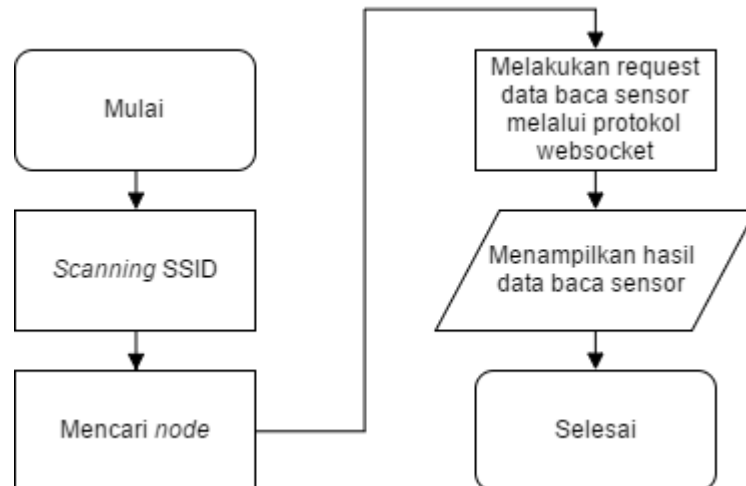 Mulai
Scanning SSID
Mencari node
Melakukan request
data baca sensor
melalui protokol
websocket
Menampilkan hasil
data baca sensor
Selesai